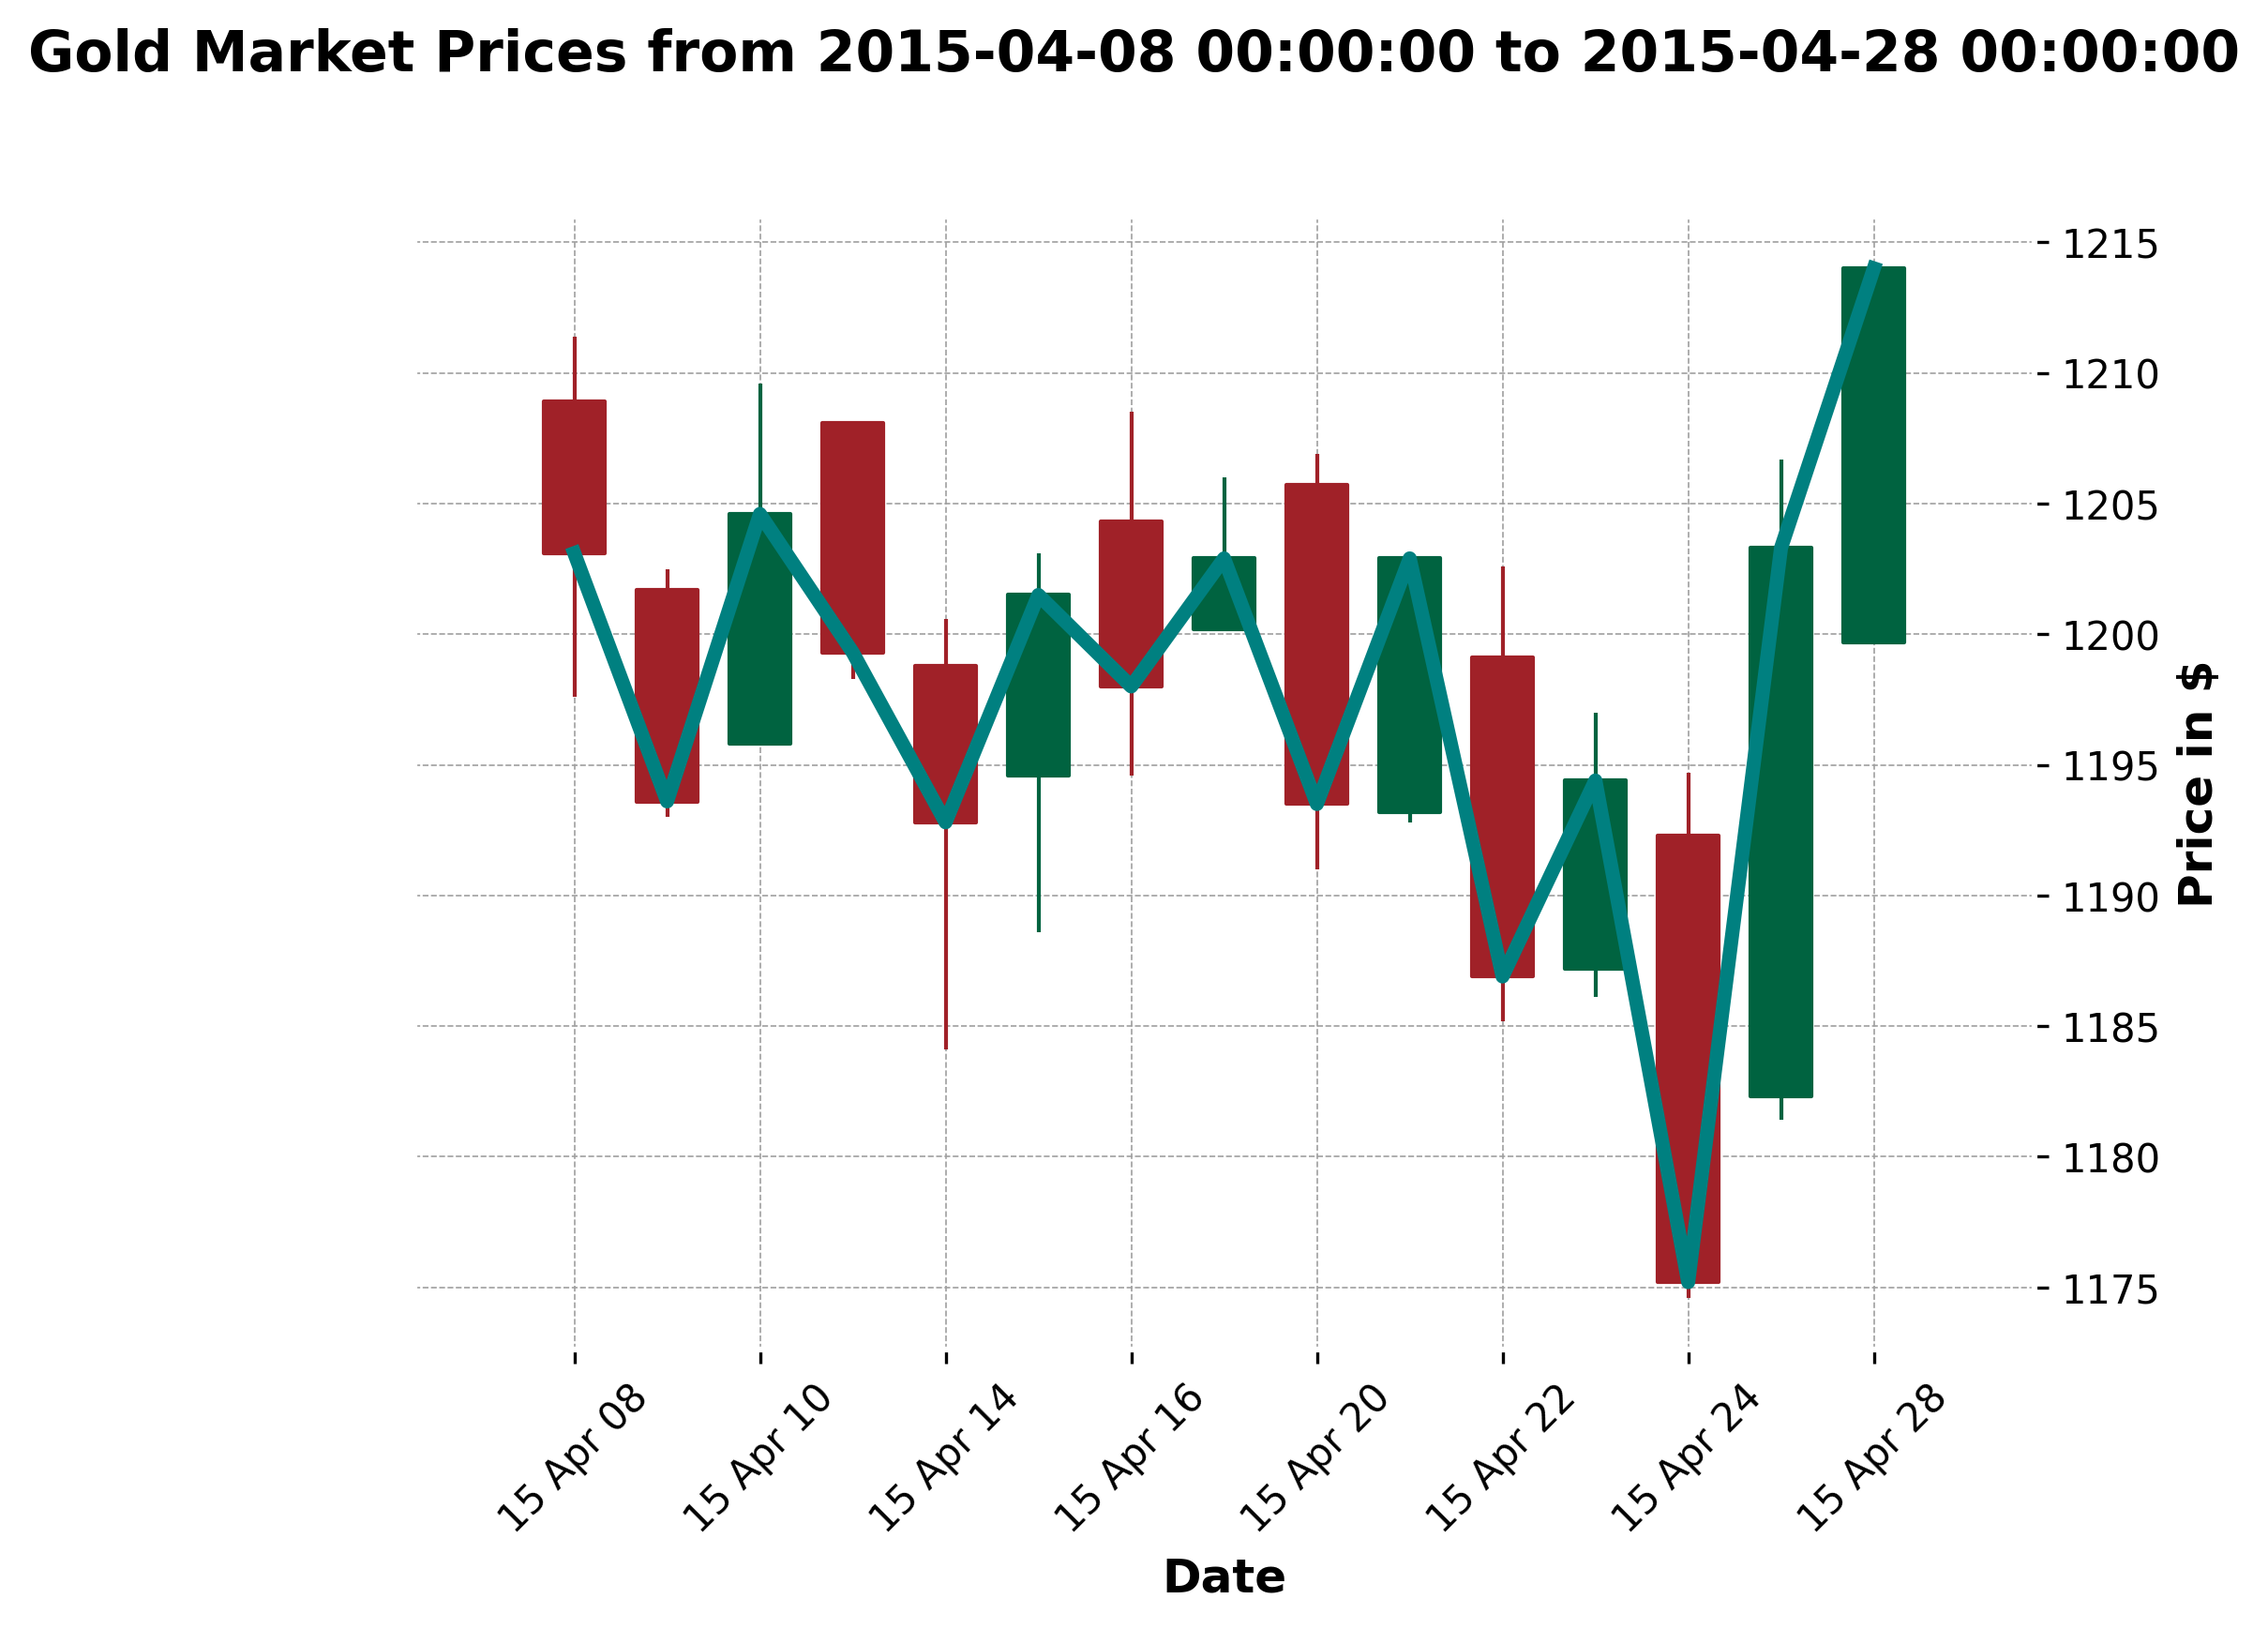 Gold Market Prices from 2015-04-08 00:00:00 to 2015-04-28 00:00:00
1215
1210
1205
1200
1195
1190
1185
1180
1175
Price in $
15 Apr 08
15 Apr 10
15 Apr 14
15 Apr 16
15 Apr 20
15 Apr 22
15 Apr 24
15 Apr 28
Date